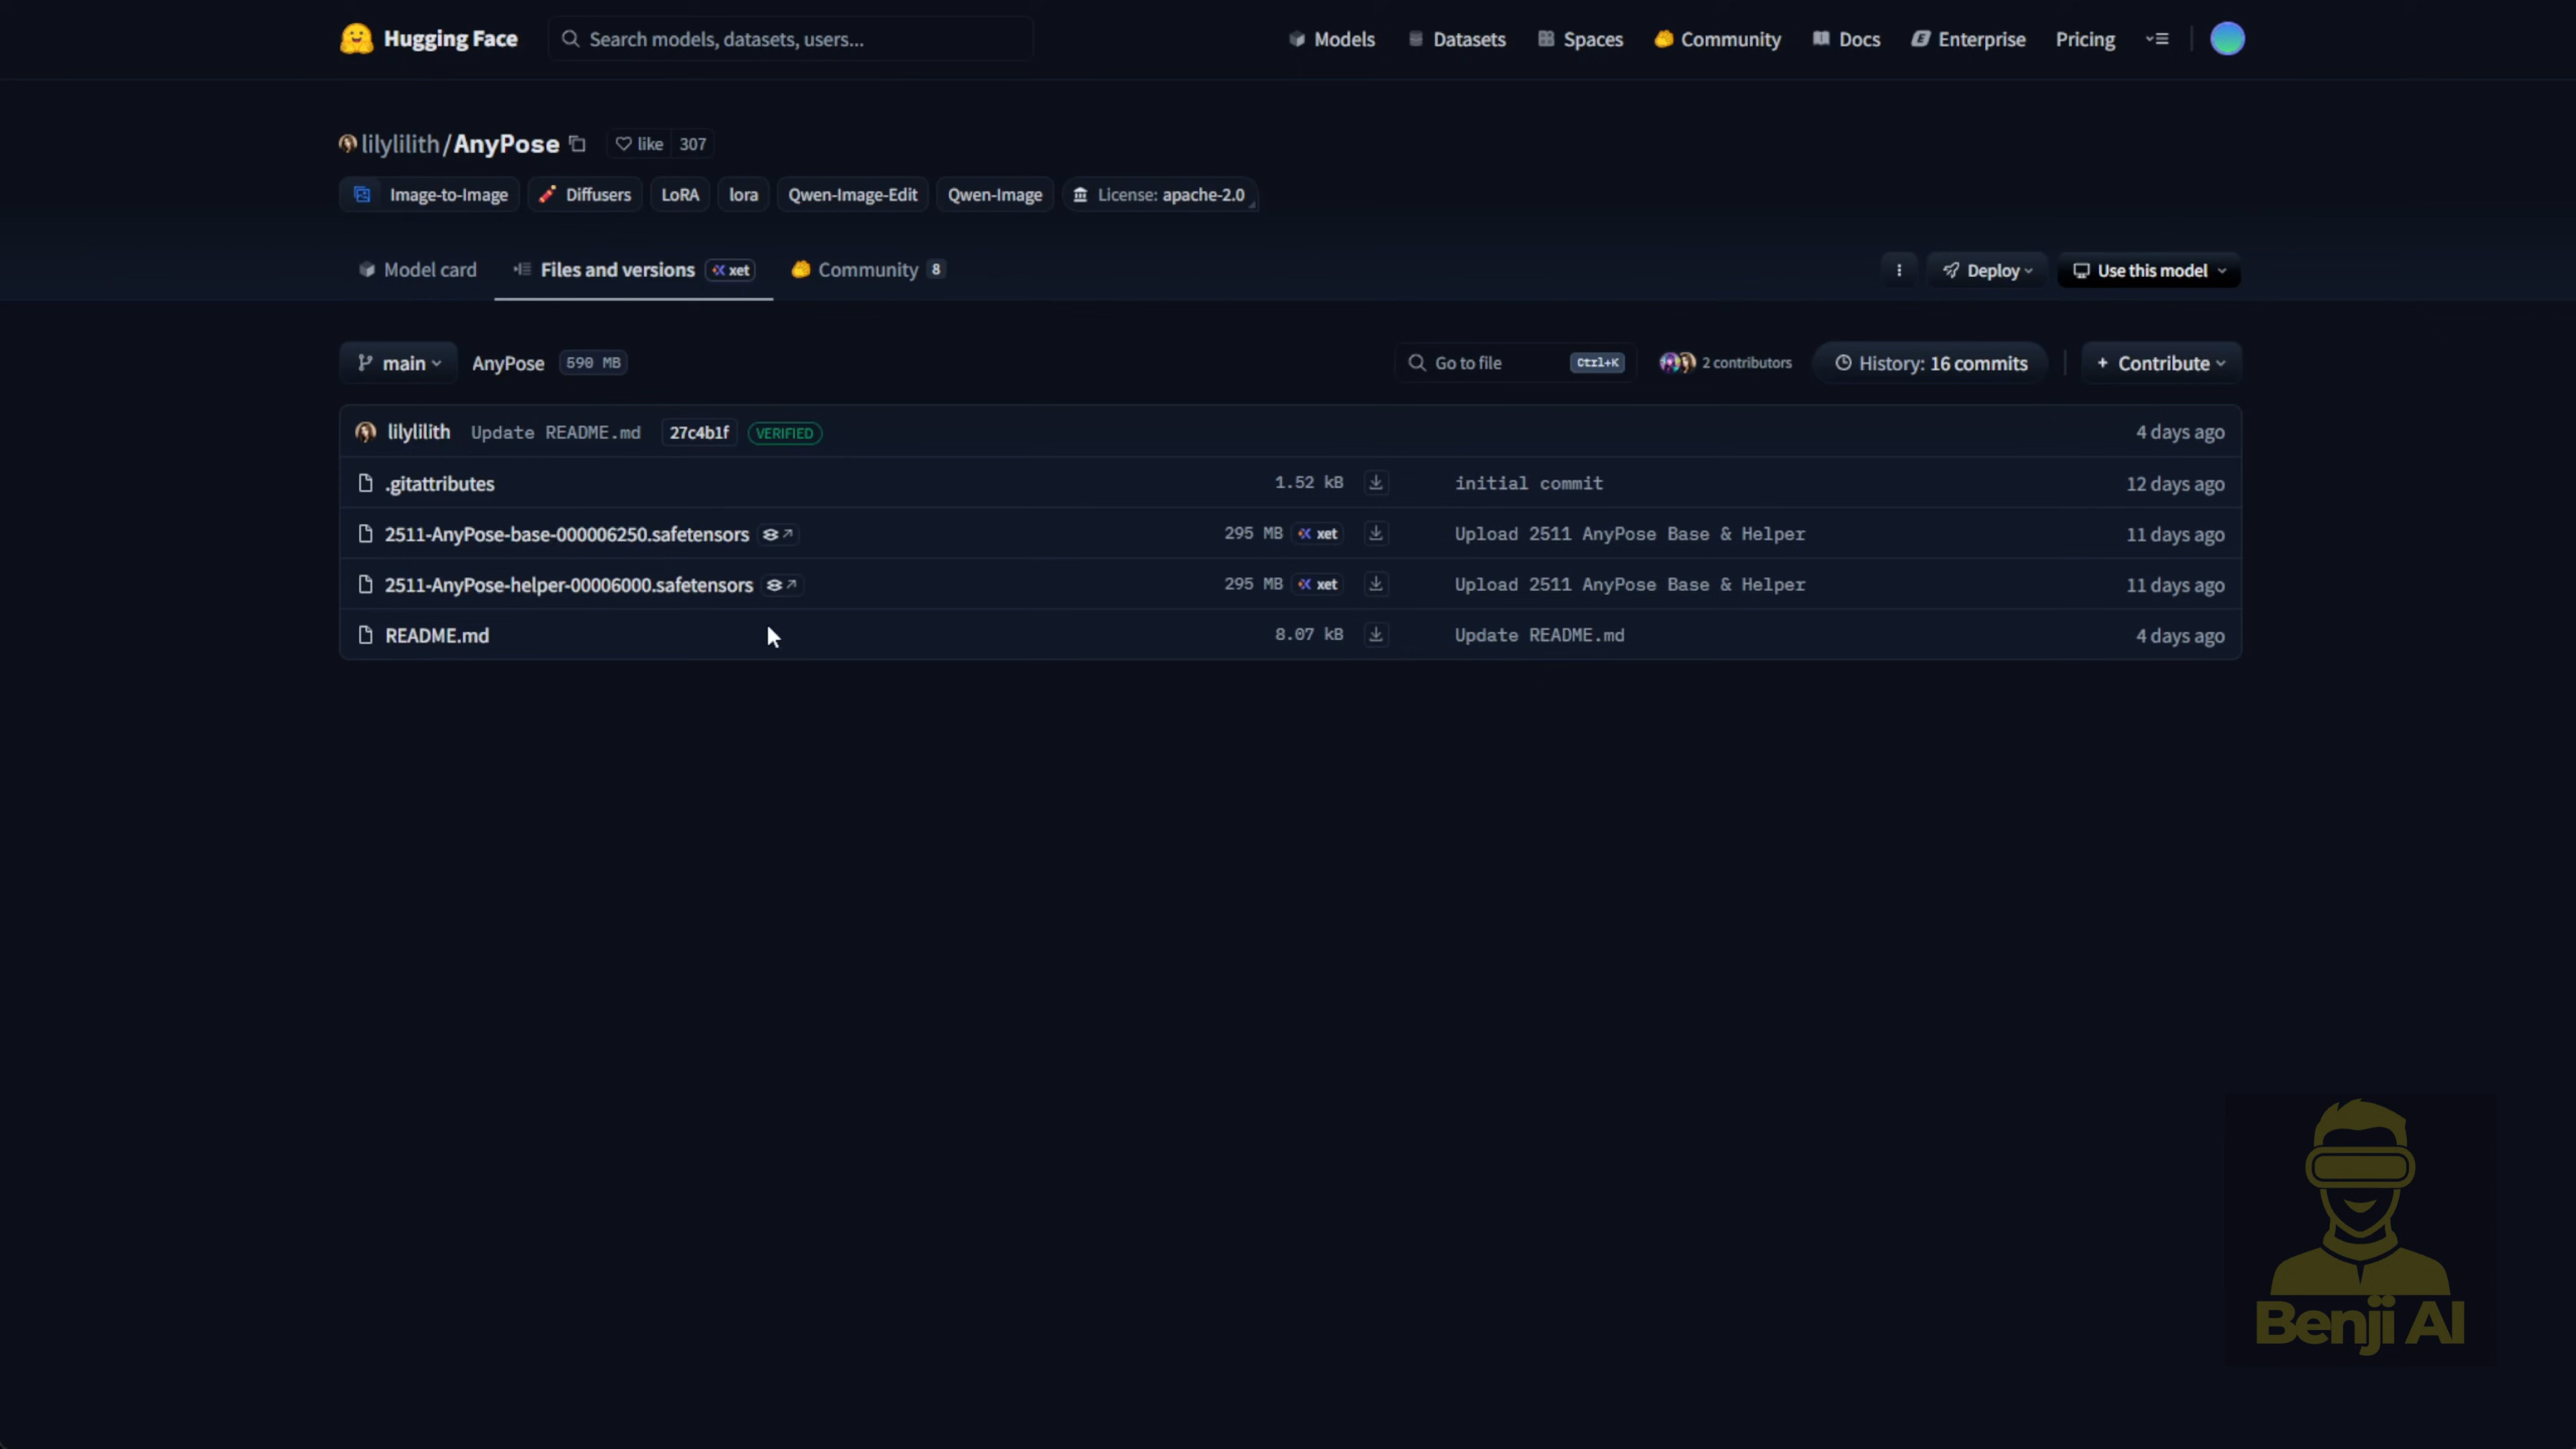 Hugging Face
Search models, datasets, users...
Models Datasets Spaces Community Docs Enterprise Pricing
lilylilith/AnyPose like 307
Image-to-Image Diffusers LoRA lora Qwen-Image-Edit Qwen-Image License: apache-2.0
Model card Files and versions xet Community 8 Deploy Use this model
main AnyPose 590 MB Go to file Ctrl+K 2 contributors History: 16 commits + Contribute
lilylilith Update README.md 27c4b1f VERIFIED 4 days ago
.gitattributes 1.52 kB initial commit 12 days ago
2511-AnyPose-base-000006250.safetensors 295 MB xet Upload 2511 AnyPose Base & Helper 11 days ago
2511-AnyPose-helper-00006000.safetensors 295 MB xet Upload 2511 AnyPose Base & Helper 11 days ago
README.md 8.07 kB Update README.md 4 days ago
Benji AI